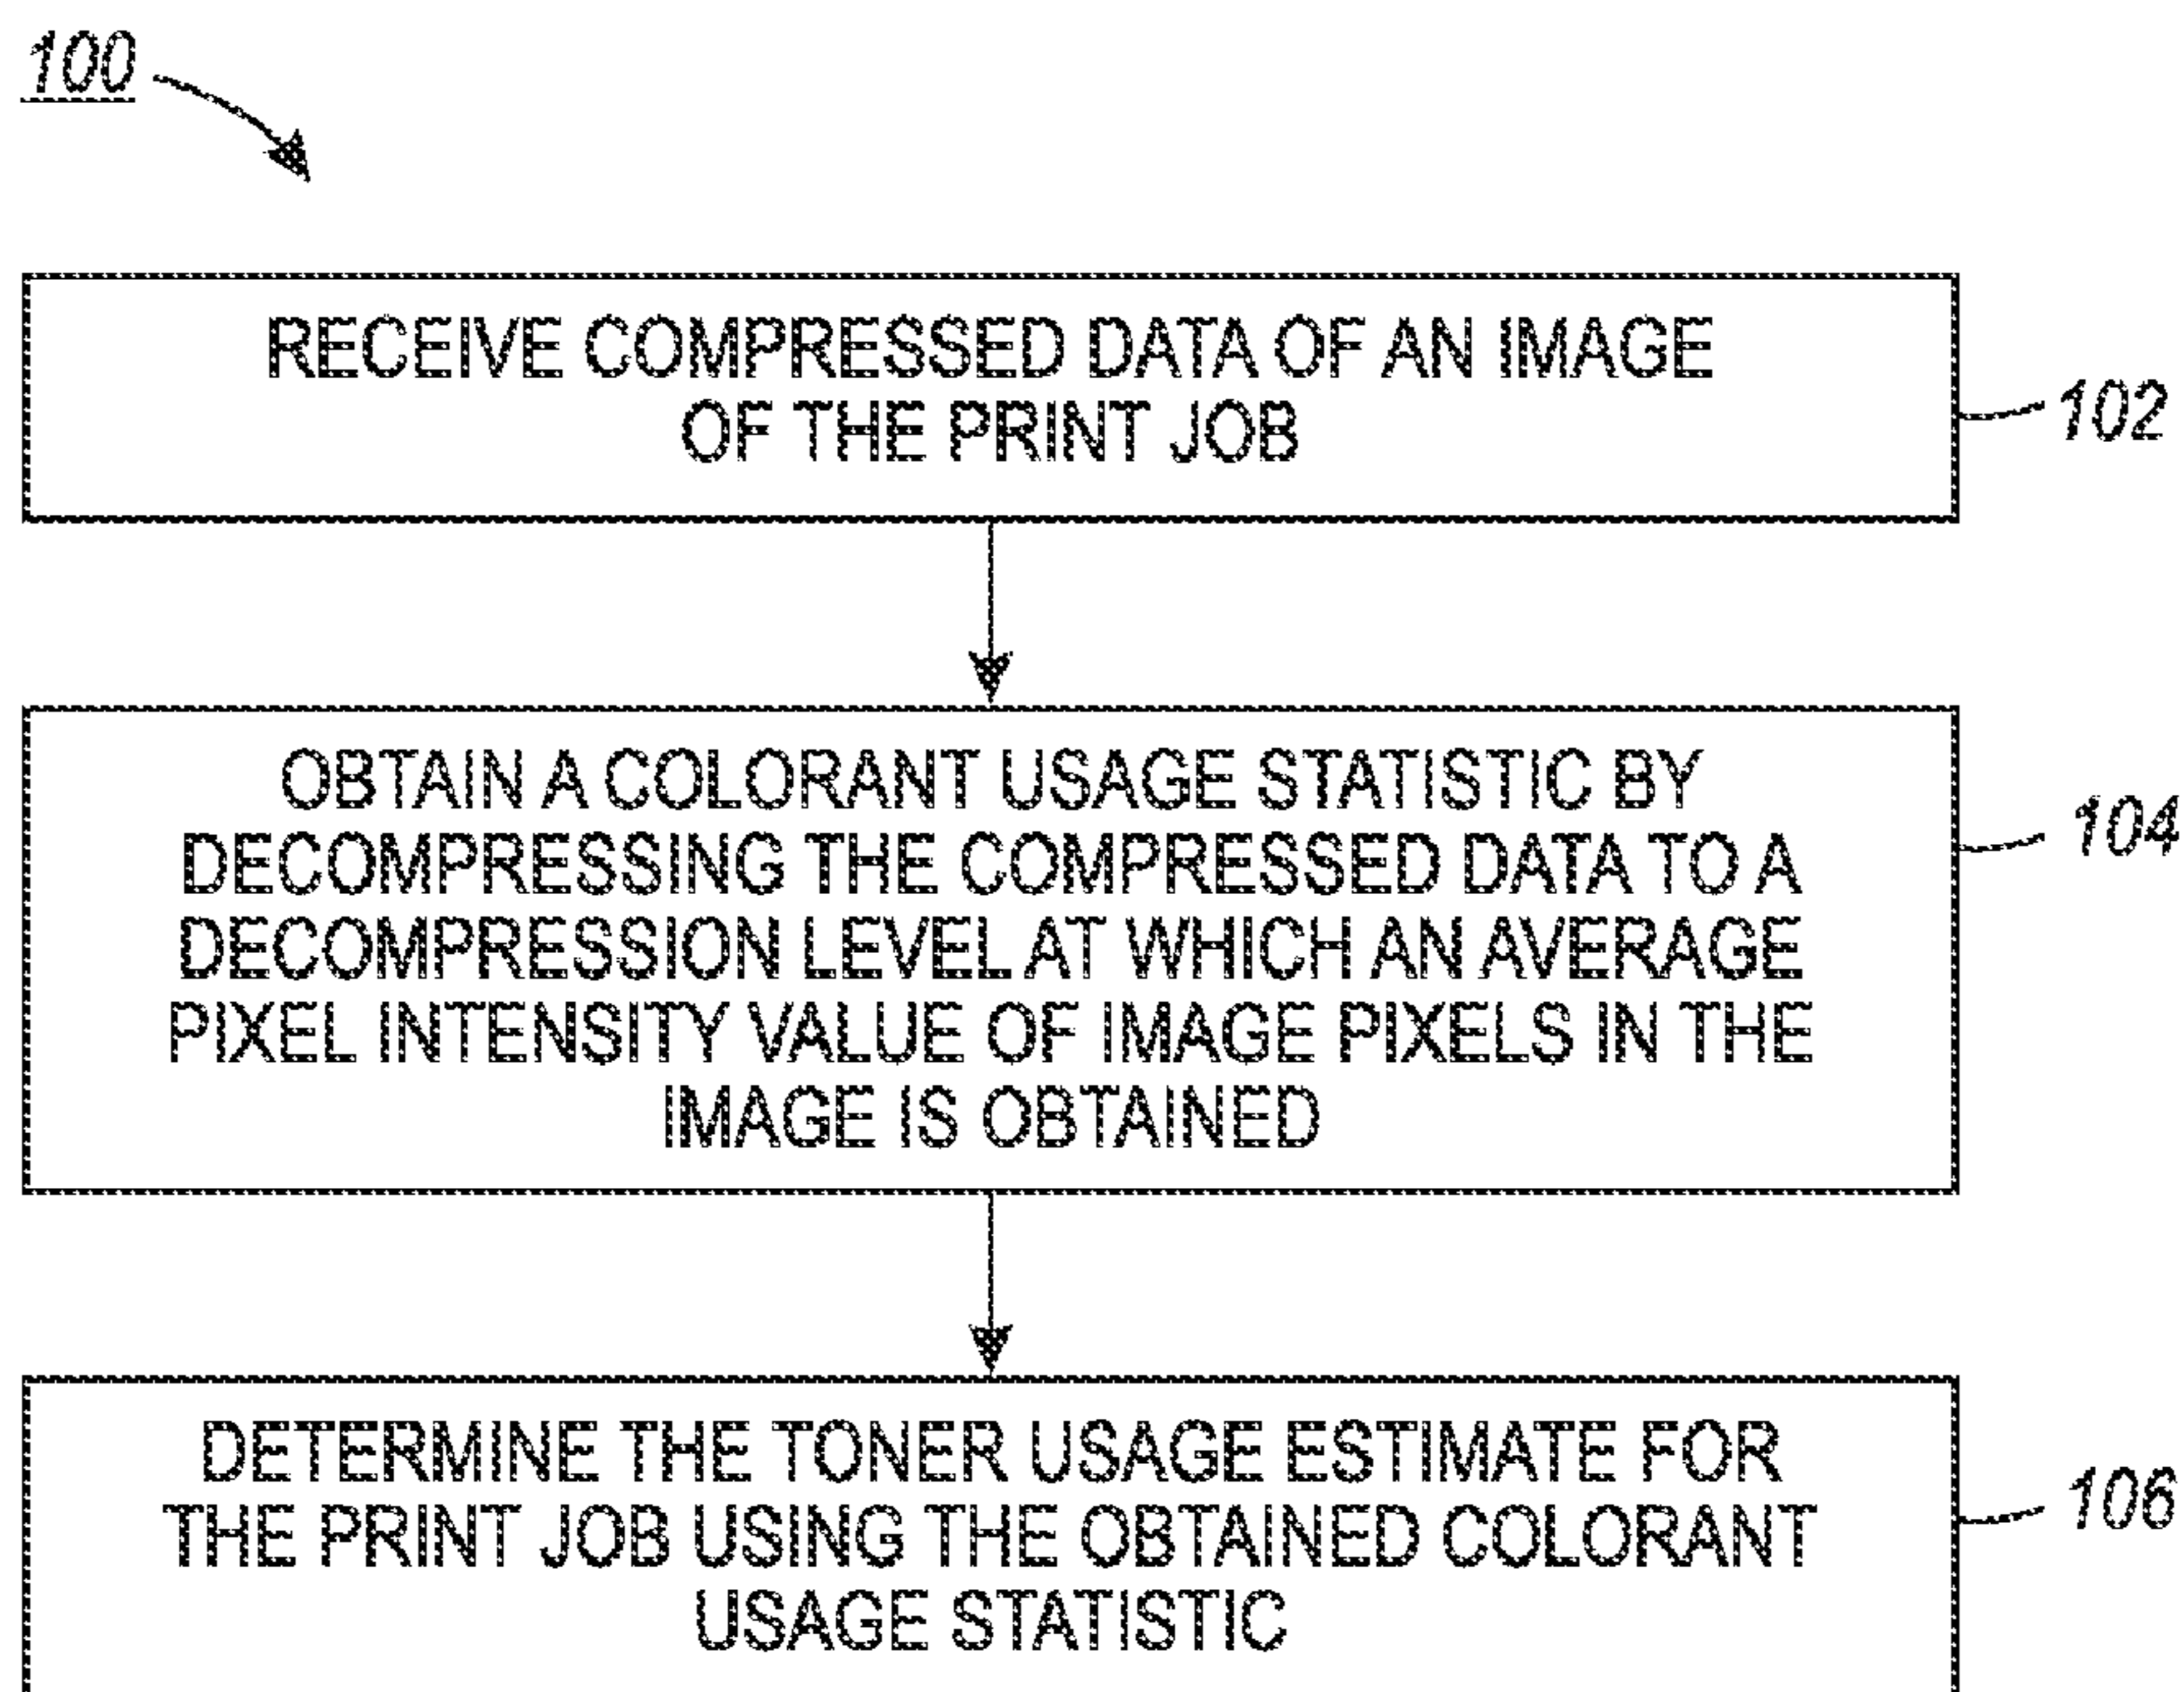 100
RECEIVE COMPRESSED DATA OF AN IMAGE
OF THE PRINT JOB
102
OBTAIN A COLORANT USAGE STATISTIC BY
DECOMPRESSING THE COMPRESSED DATA TO A
DECOMPRESSION LEVEL AT WHICH AN AVERAGE
PIXEL INTENSITY VALUE OF IMAGE PIXELS IN THE
IMAGE IS OBTAINED
104
DETERMINE THE TONER USAGE ESTIMATE FOR
THE PRINT JOB USING THE OBTAINED COLORANT
USAGE STATISTIC
106